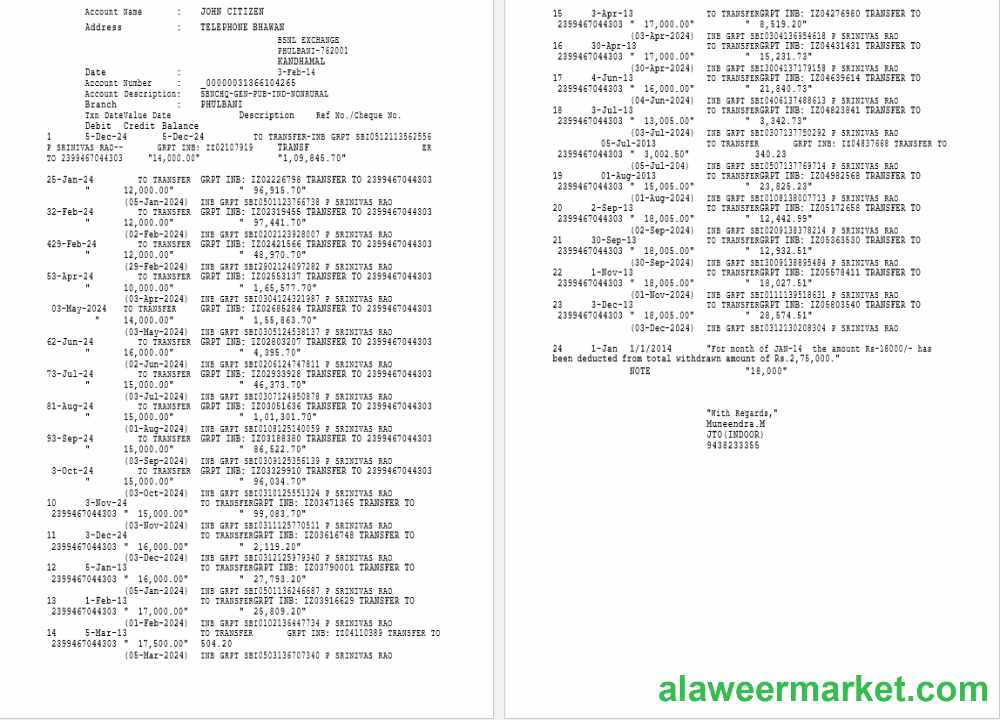 Account Name : JOHN CITIZEN
Address : TELEPHONE BHAWAN
BSNL EXCHANGE
PHULBANI-762001
KANDHAMAL
Date : 3-Feb-14
Account Number : _00000031366104265
Account Description: SBNCHQ-GEN-PUB-IND-NONRURAL
Branch : PHULBANI
Txn DateValue Date Description Ref No./Cheque No.
Debit Credit Balance
1 5-Dec-24 5-Dec-24 TO TRANSFER-INB GRPT SBI0512113562556
P SRINIVAS RAO-- GRPT INB: IZ02107919 TRANSF ER
TO 2399467044303 "14,000.00" "1,09,845.70"
25-Jan-24 TO TRANSFER GRPT INB: IZ02226798 TRANSFER TO 2399467044303
" 12,000.00" " 96,915.70"
(05-Jan-2024) INB GRPT SBI0501123766738 P SRINIVAS RAO
32-Feb-24 TO TRANSFER GRPT INB: IZ02319455 TRANSFER TO 2399467044303
" 12,000.00" " 97,441.70"
(02-Feb-2024) INB GRPT SBI0202123928007 P SRINIVAS RAO
429-Feb-24 TO TRANSFER GRPT INB: IZ02421566 TRANSFER TO 2399467044303
" 12,000.00" " 48,970.70"
(29-Feb-2024) INB GRPT SBI2902124097282 P SRINIVAS RAO
53-Apr-24 TO TRANSFER GRPT INB: IZ02553137 TRANSFER TO 2399467044303
" 10,000.00" " 1,65,577.70"
(03-Apr-2024) INB GRPT SBI0304124321987 P SRINIVAS RAO
03-May-2024 TO TRANSFER GRPT INB: IZ02685284 TRANSFER TO 2399467044303
" 14,000.00" " 1,55,863.70"
(03-May-2024) INB GRPT SBI0305124538137 P SRINIVAS RAO
62-Jun-24 TO TRANSFER GRPT INB: IZ02803207 TRANSFER TO 2399467044303
" 16,000.00" " 4,395.70"
(02-Jun-2024) INB GRPT SBI0206124747811 P SRINIVAS RAO
73-Jul-24 TO TRANSFER GRPT INB: IZ02933928 TRANSFER TO 2399467044303
" 15,000.00" " 46,373.70"
(03-Jul-2024) INB GRPT SBI0307124850878 P SRINIVAS RAO
81-Aug-24 TO TRANSFER GRPT INB: IZ03051636 TRANSFER TO 2399467044303
" 15,000.00" " 1,01,301.70"
(01-Aug-2024) INB GRPT SBI0108125140059 P SRINIVAS RAO
93-Sep-24 TO TRANSFER GRPT INB: IZ03188380 TRANSFER TO 2399467044303
" 15,000.00" " 86,522.70"
(03-Sep-2024) INB GRPT SBI0309125356139 P SRINIVAS RAO
3-Oct-24 TO TRANSFER GRPT INB: IZ03329910 TRANSFER TO 2399467044303
" 15,000.00" " 96,034.70"
(03-Oct-2024) INB GRPT SBI0310125551324 P SRINIVAS RAO
10 3-Nov-24 TO TRANSFERGRPT INB: IZ03471365 TRANSFER TO
2399467044303 " 15,000.00" " 99,083.70"
(03-Nov-2024) INB GRPT SBI0311125770511 P SRINIVAS RAO
11 3-Dec-24 TO TRANSFERGRPT INB: IZ03616748 TRANSFER TO
2399467044303 " 16,000.00" " 2,119.20"
(03-Dec-2024) INB GRPT SBI0312125979340 P SRINIVAS RAO
12 5-Jan-13 TO TRANSFERGRPT INB: IZ03790001 TRANSFER TO
2399467044303 " 16,000.00" " 27,793.20"
(05-Jan-2024) INB GRPT SBI0501136246687 P SRINIVAS RAO
13 1-Feb-13 TO TRANSFERGRPT INB: IZ03916629 TRANSFER TO
2399467044303 " 17,000.00" " 25,809.20"
(01-Feb-2024) INB GRPT SBI0102136447734 P SRINIVAS RAO
14 5-Mar-13 TO TRANSFER GRPT INB: IZ04110389 TRANSFER TO
2399467044303 " 17,500.00" 504.20
(05-Mar-2024) INB GRPT SBI0503136707340 P SRINIVAS RAO
15 3-Apr-13 TO TRANSFERGRPT INB: IZ04276980 TRANSFER TO
2399467044303 " 17,000.00" " 8,519.20"
(03-Apr-2024) INB GRPT SBI0304136954618 P SRINIVAS RAO
16 30-Apr-13 TO TRANSFERGRPT INB: IZ04431431 TRANSFER TO
2399467044303 " 17,000.00" " 15,231.73"
(30-Apr-2024) INB GRPT SBI3004137179158 P SRINIVAS RAO
17 4-Jun-13 TO TRANSFERGRPT INB: IZ04639614 TRANSFER TO
2399467044303 " 16,000.00" " 21,840.73"
(04-Jun-2024) INB GRPT SBI0406137488613 P SRINIVAS RAO
18 3-Jul-13 TO TRANSFERGRPT INB: IZ04823841 TRANSFER TO
2399467044303 " 13,005.00" " 3,342.73"
(03-Jul-2024) INB GRPT SBI0307137750292 P SRINIVAS RAO
05-Jul-2013 TO TRANSFER GRPT INB: IZ04837668 TRANSFER TO
2399467044303 " 3,002.50" 340.23
(05-Jul-204) INB GRPT SBI0507137769714 P SRINIVAS RAO
19 01-Aug-2013 TO TRANSFERGRPT INB: IZ04982568 TRANSFER TO
2399467044303 " 15,005.00" " 23,825.23"
(01-Aug-2024) INB GRPT SBI0108138007713 P SRINIVAS RAO
20 2-Sep-13 TO TRANSFERGRPT INB: IZ05172658 TRANSFER TO
2399467044303 " 18,005.00" " 12,442.99"
(02-Sep-2024) INB GRPT SBI0209138378214 P SRINIVAS RAO
21 30-Sep-13 TO TRANSFERGRPT INB: IZ05363530 TRANSFER TO
2399467044303 " 18,005.00" " 12,932.51"
(30-Sep-2024) INB GRPT SBI3009138895484 P SRINIVAS RAO
22 1-Nov-13 TO TRANSFERGRPT INB: IZ05578411 TRANSFER TO
2399467044303 " 18,005.00" " 18,027.51"
(01-Nov-2024) INB GRPT SBI0111139518631 P SRINIVAS RAO
23 3-Dec-13 TO TRANSFERGRPT INB: IZ05803540 TRANSFER TO
2399467044303 " 18,005.00" " 28,574.51"
(03-Dec-2024) INB GRPT SBI0312130208304 P SRINIVAS RAO
24 1-Jan 1/1/2014 "For month of JAN-14 the amount Rs-18000/- has
been deducted from total withdrawn amount of Rs.2,75,000."
NOTE "18,000"
"With Regards,"
Muneendra.M
JTO(INDOOR)
9438233355
alaweermarket.com